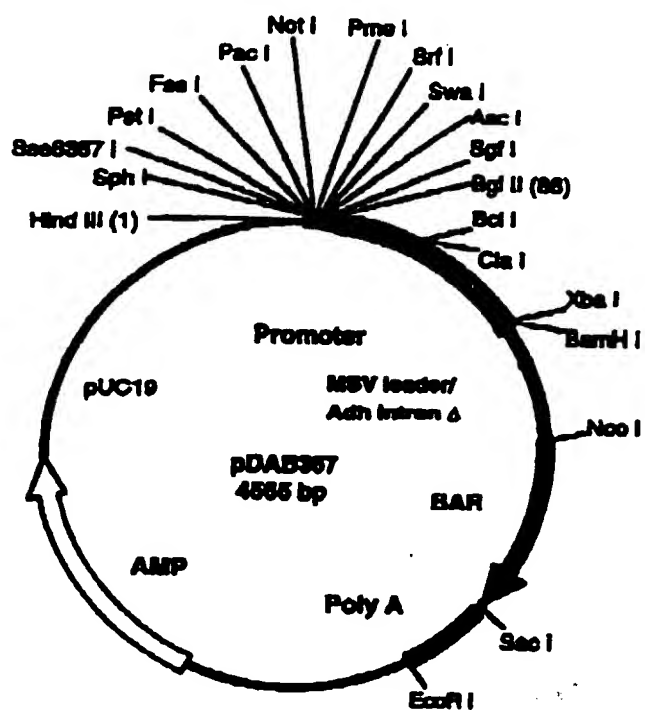 Not I
Pme I
Pac I
Srf I
Fse I
Swa I
Pst I
Asc I
Sse8387 I
Sgf I
Sph I
Bgl II (86)
Hind III (1)
Bcl I
Cla I
Xba I
BamH I
Promoter
pUC19
MSV leader/
Adh intron Δ
Nco I
pDAB367
4565 bp
BAR
AMP
Poly A
Sac I
EcoR I